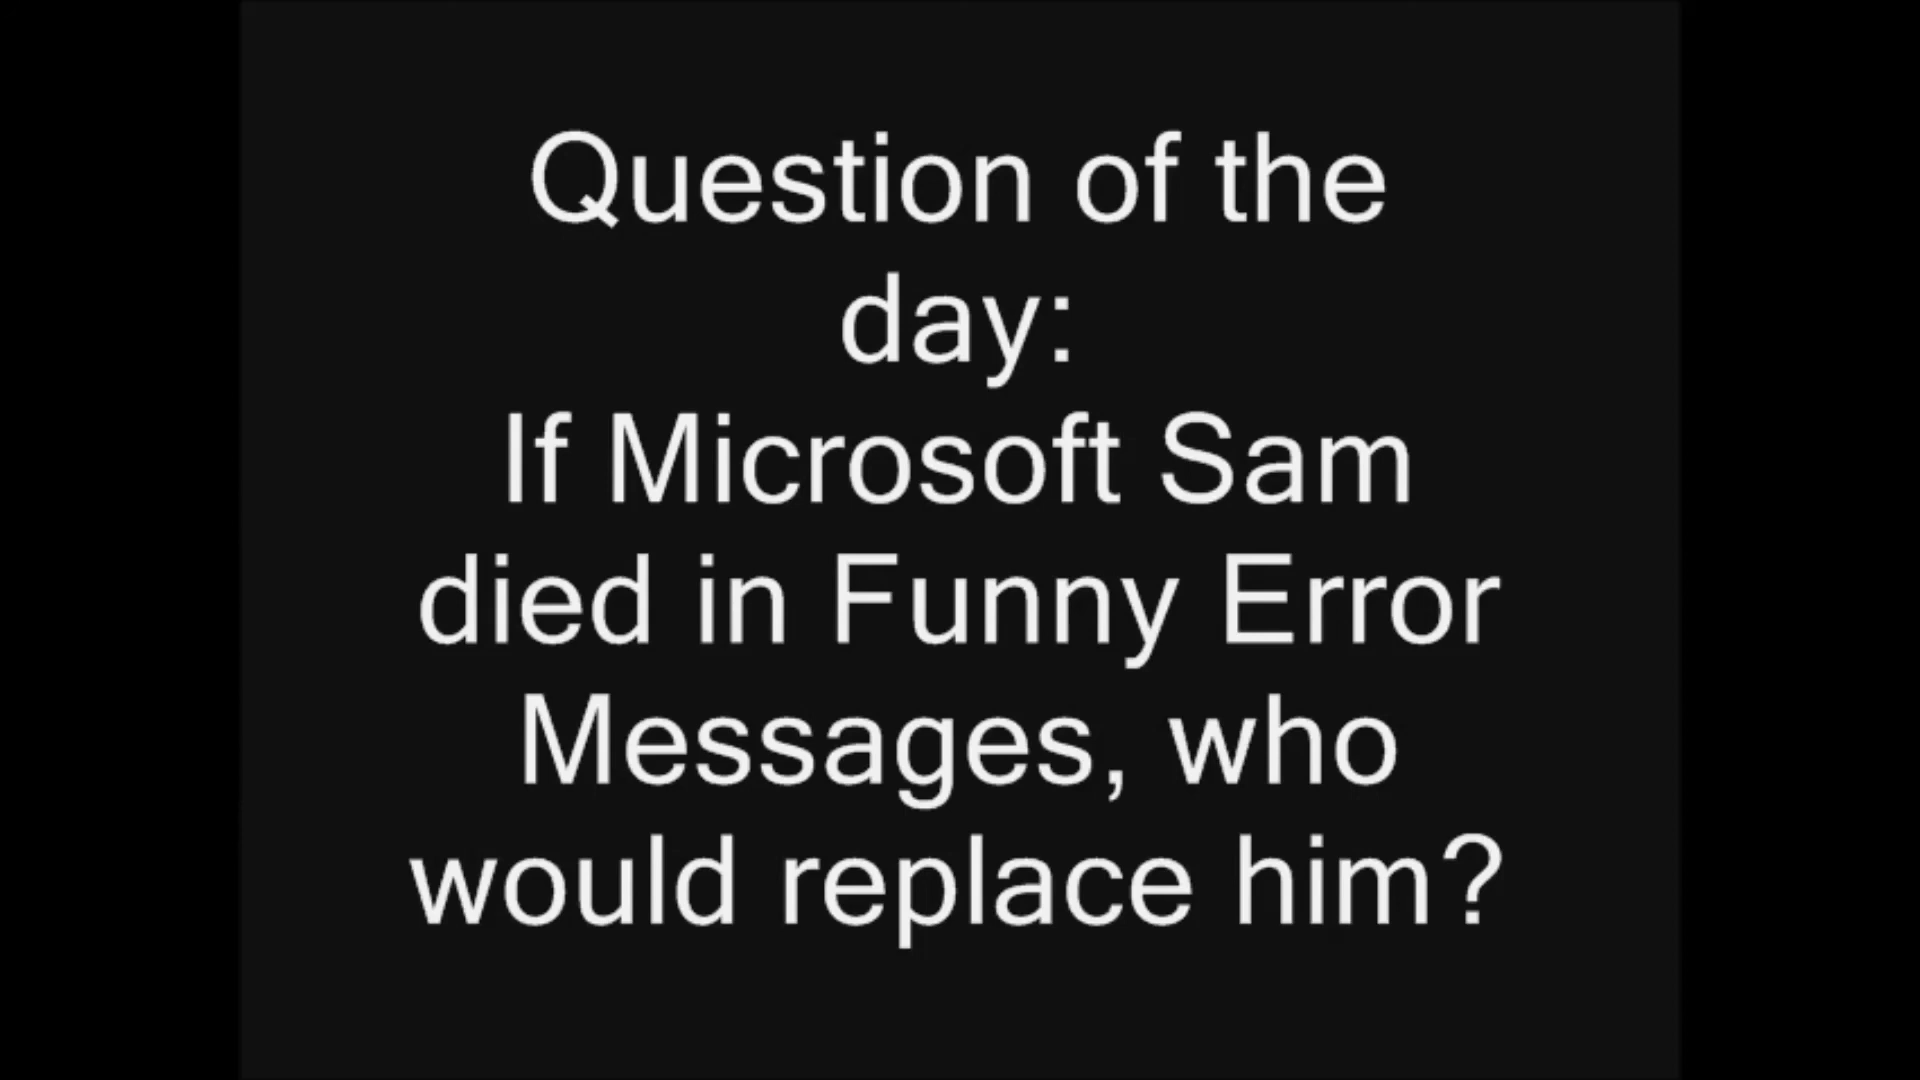 Question of the
day:
If Microsoft Sam
died in Funny Error
Messages, who
would replace him?